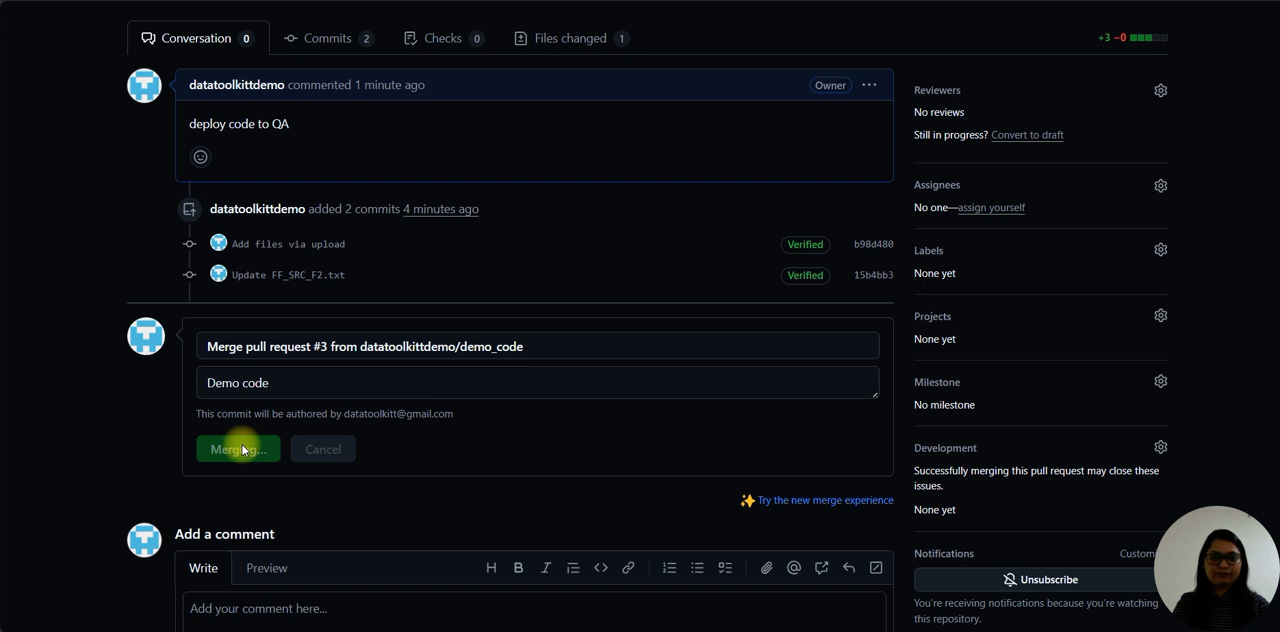 Conversation 0 Commits 2 Checks 0 Files changed 1
+3 −0
datatoolkittdemo commented 1 minute ago
Owner
deploy code to QA
datatoolkittdemo added 2 commits 4 minutes ago
Add files via upload Verified b98d480
Update FF_SRC_F2.txt Verified 15b4bb3
Merge pull request #3 from datatoolkittdemo/demo_code
Demo code
This commit will be authored by datatoolkitt@gmail.com
Cancel
Try the new merge experience
Add a comment
Write Preview
Add your comment here...
Reviewers
No reviews
Still in progress? Convert to draft
Assignees
No one—assign yourself
Labels
None yet
Projects
None yet
Milestone
No milestone
Development
Successfully merging this pull request may close these
issues.
None yet
Notifications
Unsubscribe
You're receiving notifications because you're watching
this repository.